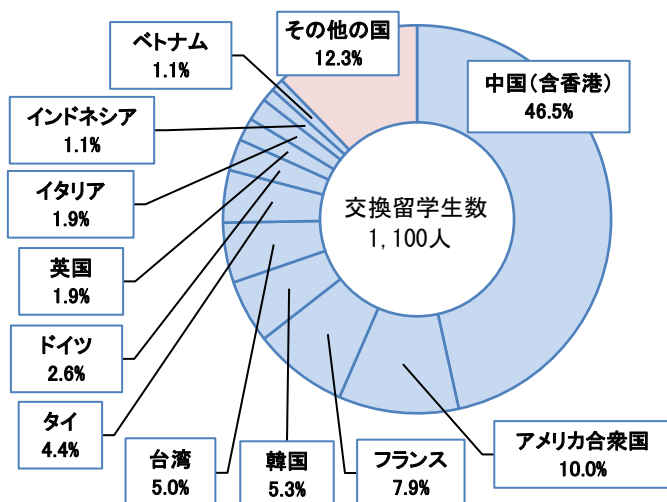 交換留学生数
1,100人
中国(含香港)
46.5%
アメリカ合衆国
10.0%
フランス
7.9%
韓国
5.3%
台湾
5.0%
タイ
4.4%
ドイツ
2.6%
英国
1.9%
イタリア
1.9%
インドネシア
1.1%
ベトナム
1.1%
その他の国
12.3%